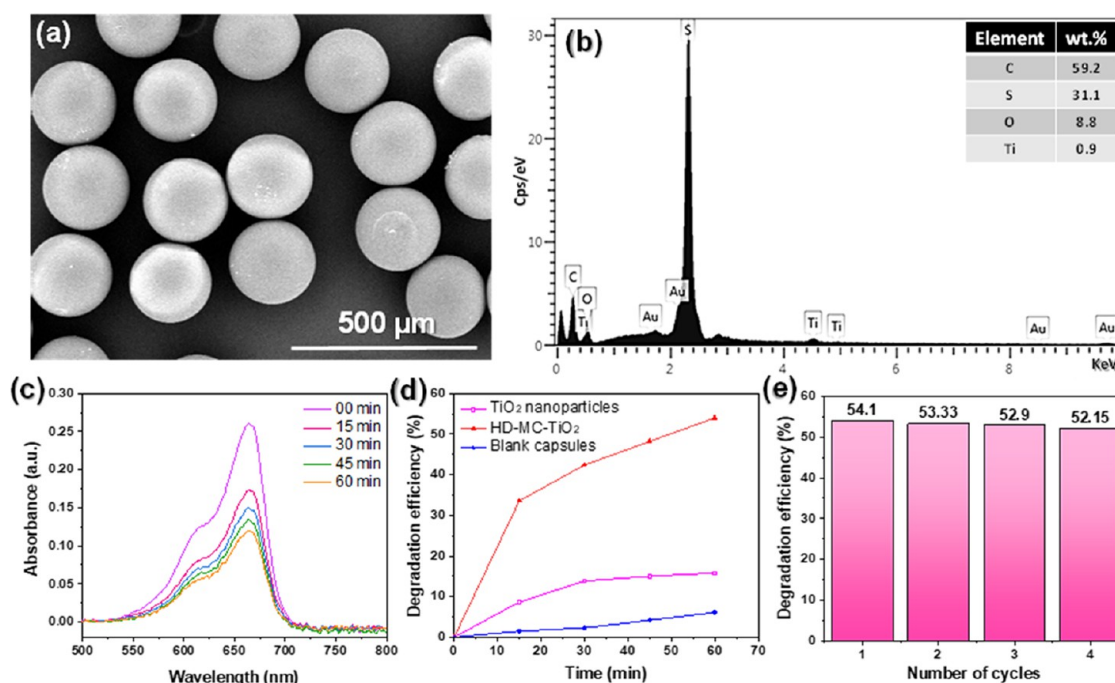 (a)
500 µm
(b)
Cps/eV
30
20
10
0
S
C
O
Ti
Au
Au
Ti
Ti
Au
Au
0
2
4
6
8
KeV
Element wt.%
C 59.2
S 31.1
O 8.8
Ti 0.9
(c)
Absorbance (a.u.)
0.30
0.25
0.20
0.15
0.10
0.05
0.00
00 min
15 min
30 min
45 min
60 min
500 550 600 650 700 750 800
Wavelength (nm)
(d)
Degradation efficiency (%)
60
50
40
30
20
10
0
TiO₂ nanoparticles
HD-MC-TiO₂
Blank capsules
0 10 20 30 40 50 60 70
Time (min)
(e)
Degradation efficiency (%)
60
50
40
30
20
10
0
54.1 53.33 52.9 52.15
1 2 3 4
Number of cycles